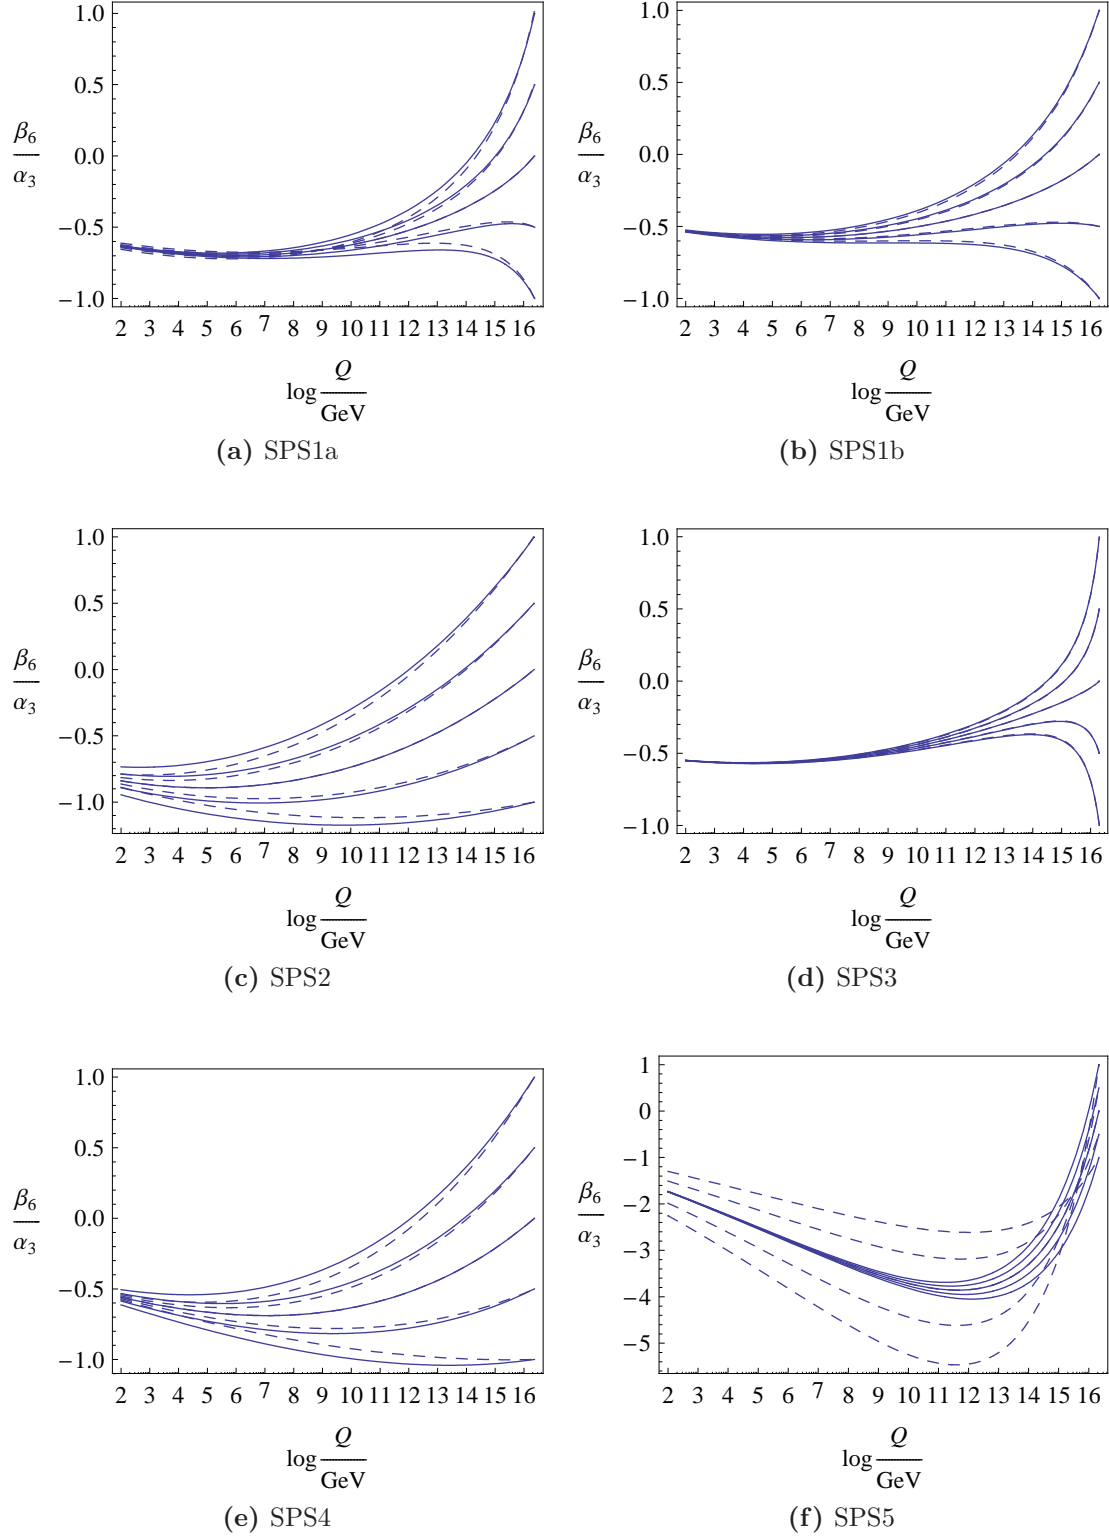 1.0 1.0
0.5 0.5
β6 β6
0.0 0.0
α3 α3
−0.5 −0.5
−1.0 −1.0
2 3 4 5 6 7 8 9 10 11 12 13 14 15 16 2 3 4 5 6 7 8 9 10 11 12 13 14 15 16
Q Q
log log
GeV GeV
(a) SPS1a (b) SPS1b
1.0 1.0
0.5 0.5
β6 β6
0.0 0.0
α3 α3
−0.5 −0.5
−1.0 −1.0
2 3 4 5 6 7 8 9 10 11 12 13 14 15 16 2 3 4 5 6 7 8 9 10 11 12 13 14 15 16
Q Q
log log
GeV GeV
(c) SPS2 (d) SPS3
1.0 1
0.5 0
−1
β6 β6
0.0 −2
α3 α3
−3
−0.5 −4
−1.0 −5
2 3 4 5 6 7 8 9 10 11 12 13 14 15 16 2 3 4 5 6 7 8 9 10 11 12 13 14 15 16
Q Q
log log
GeV GeV
(e) SPS4 (f) SPS5